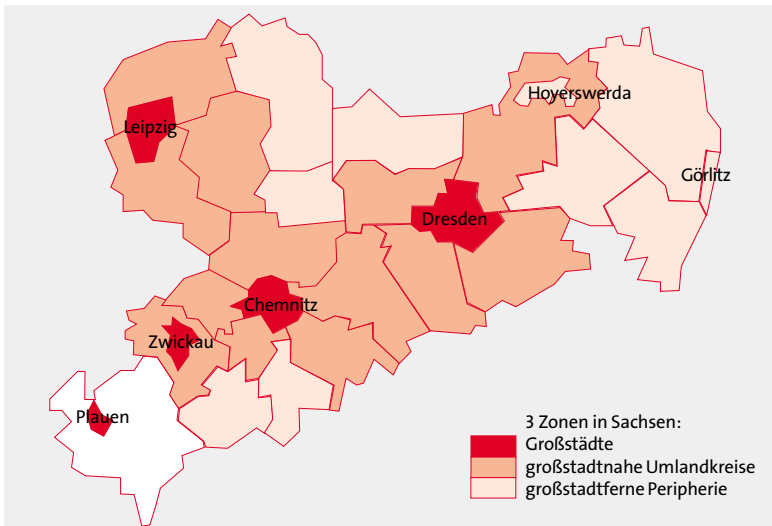 Hoyerswerda
Leipzig
Görlitz
Dresden
Chemnitz
Zwickau
Plauen
3 Zonen in Sachsen:
Großstädte
großstadtnahe Umlandkreise
großstadtferne Peripherie